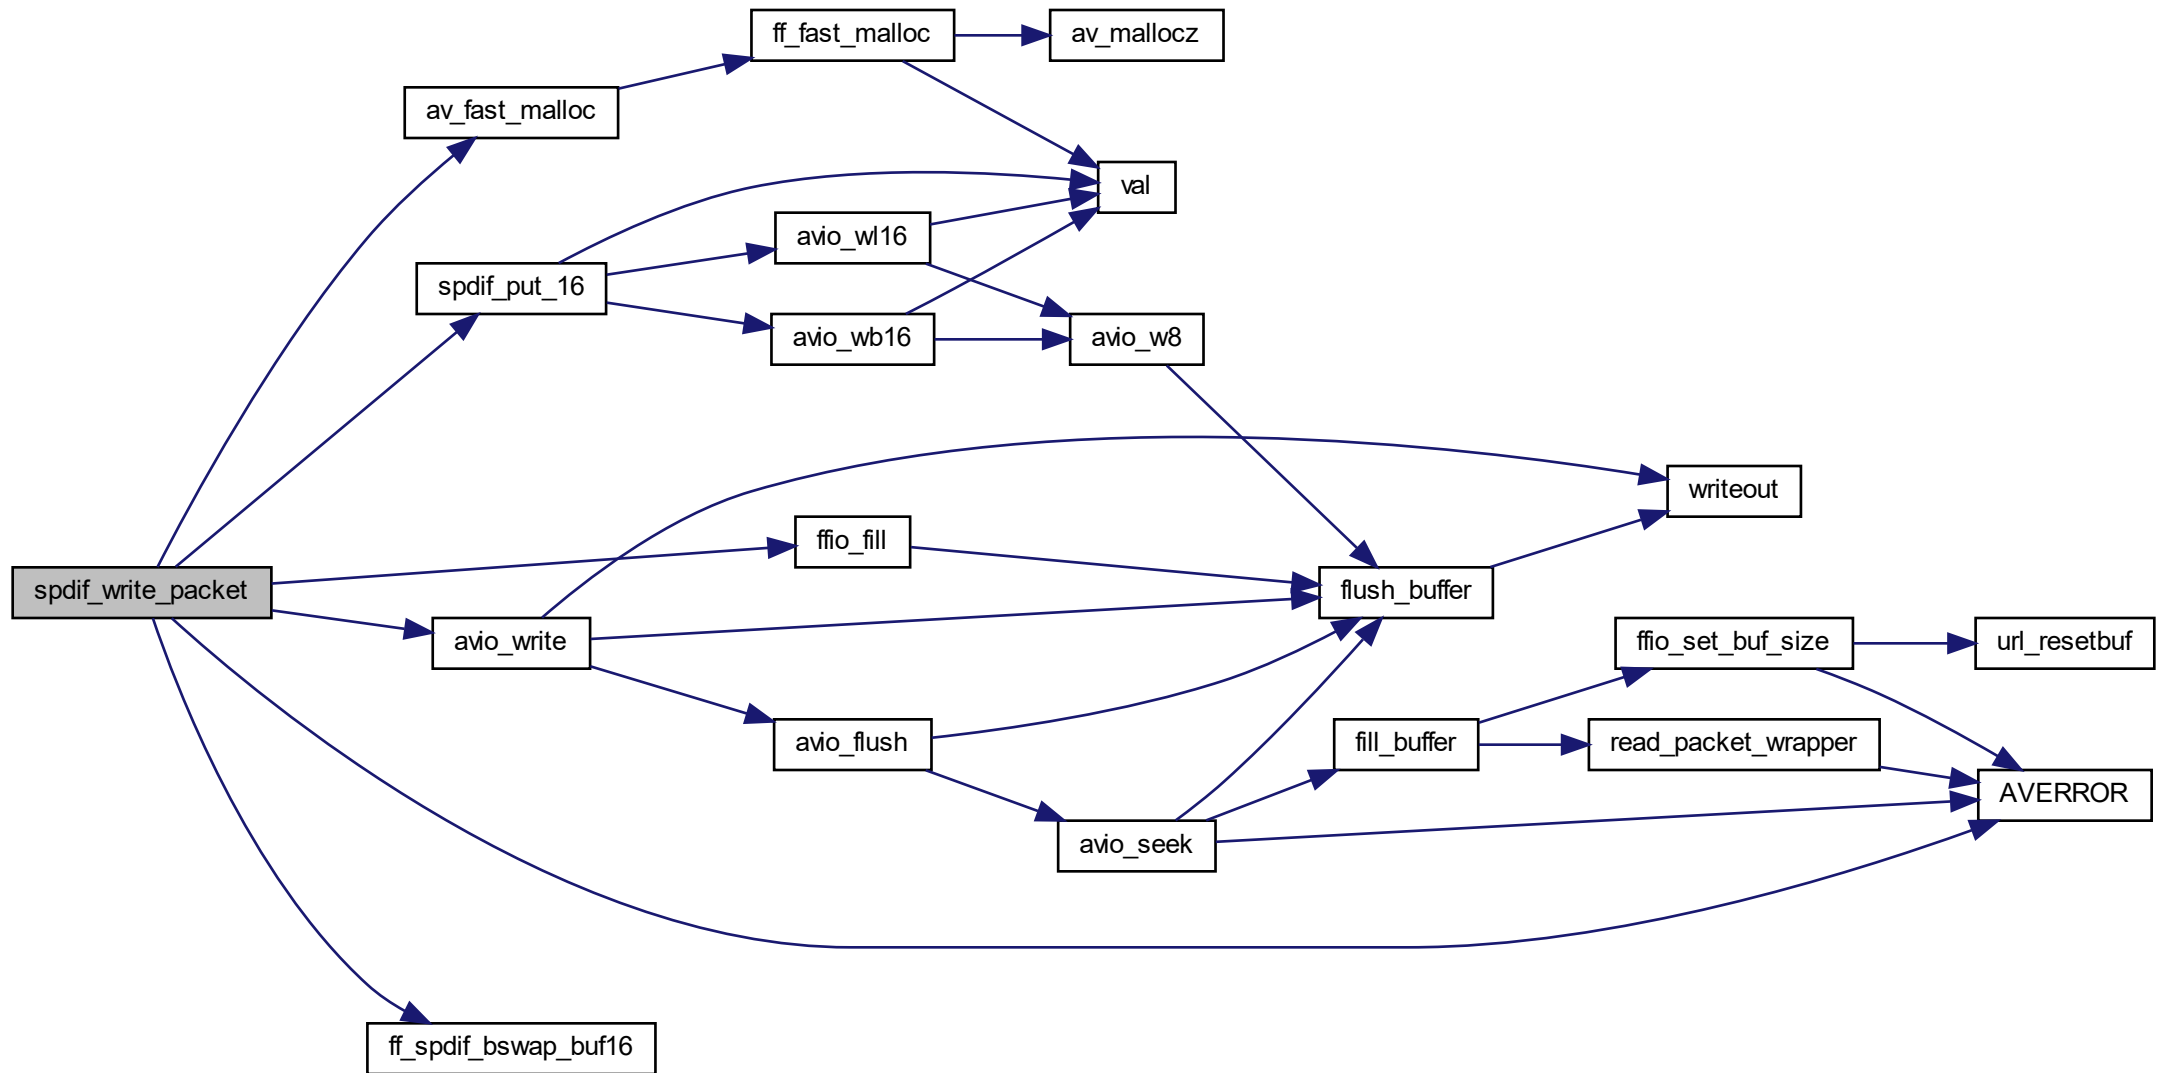 ff_fast_malloc
av_mallocz
av_fast_malloc
val
avio_wl16
spdif_put_16
avio_wb16
avio_w8
writeout
ffio_fill
spdif_write_packet
flush_buffer
avio_write
ffio_set_buf_size
url_resetbuf
avio_flush
fill_buffer
read_packet_wrapper
AVERROR
avio_seek
ff_spdif_bswap_buf16